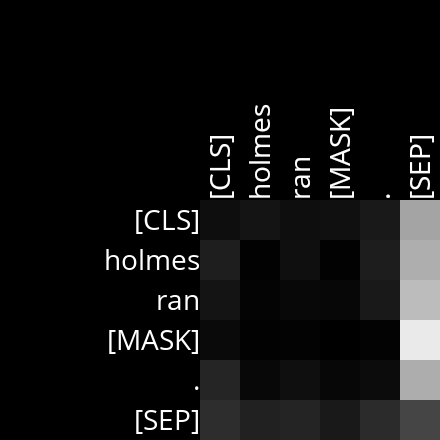 [CLS] holmes ran [MASK] . [SEP]
[CLS]
holmes
ran
[MASK]
.
[SEP]